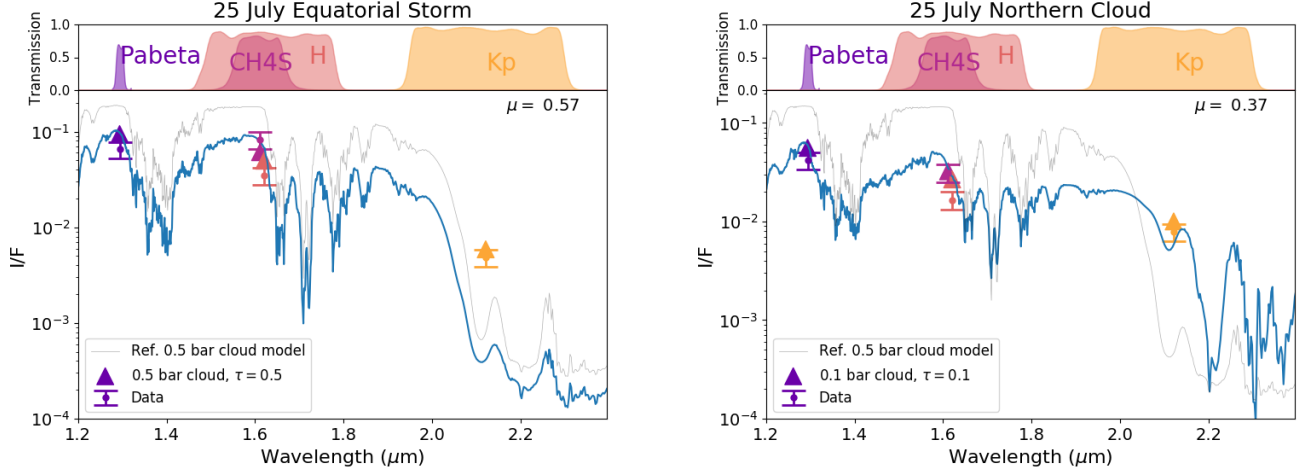 25 July Equatorial Storm
Transmission
1.0
0.5
0.0
Pabeta
CH4S
H
Kp
μ = 0.57
I/F
10⁻¹
10⁻²
10⁻³
10⁻⁴
Ref. 0.5 bar cloud model
0.5 bar cloud, τ = 0.5
Data
1.2 1.4 1.6 1.8 2.0 2.2
Wavelength (μm)
25 July Northern Cloud
Transmission
1.0
0.5
0.0
Pabeta
CH4S
H
Kp
μ = 0.37
I/F
10⁻¹
10⁻²
10⁻³
10⁻⁴
Ref. 0.5 bar cloud model
0.1 bar cloud, τ = 0.1
Data
1.2 1.4 1.6 1.8 2.0 2.2
Wavelength (μm)